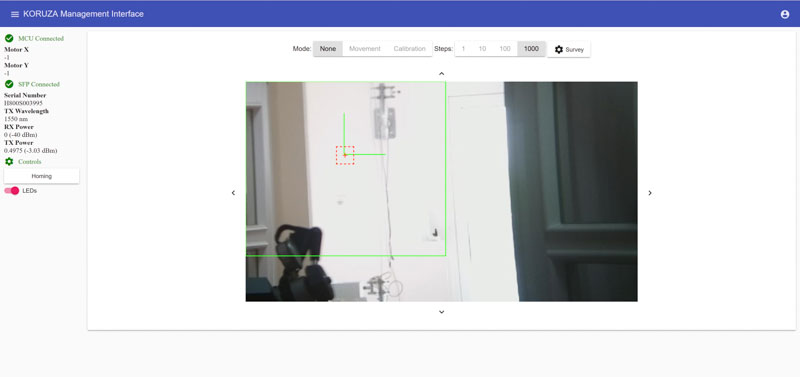 KORUZA Management Interface
MCU Connected
Motor X
-1
Motor Y
-1
SFP Connected
Serial Number
H800S003995
TX Wavelength
1550 nm
RX Power
0 (-40 dBm)
TX Power
0.4975 (-3.03 dBm)
Controls
Homing
LEDs
Mode: None Movement Calibration Steps: 1 10 100 1000 Survey